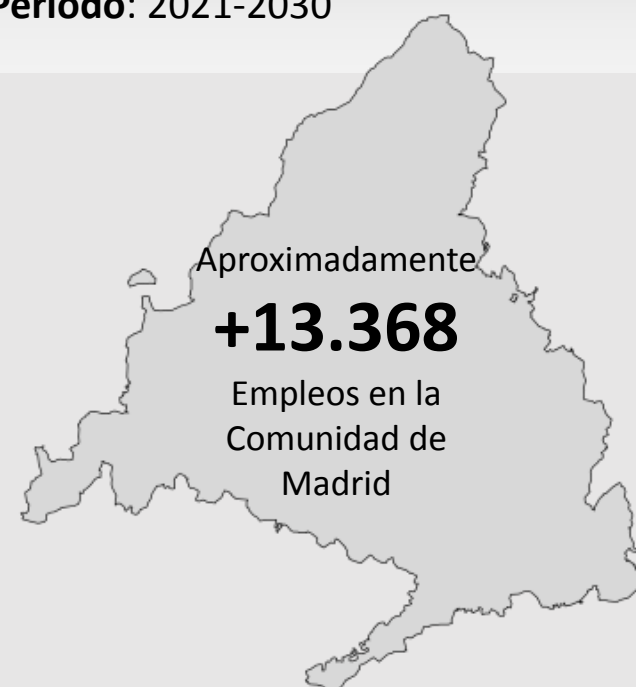 Periodo: 2021-2030
Aproximadamente
+13.368
Empleos en la
Comunidad de
Madrid